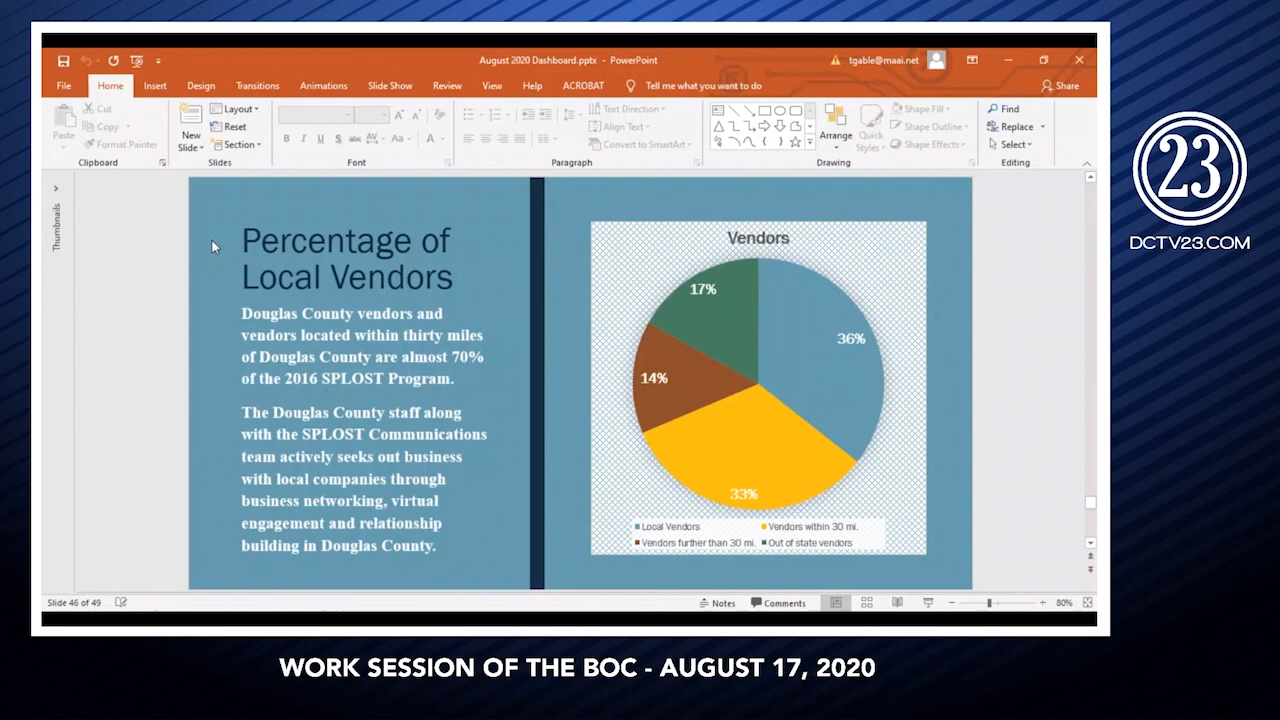 August 2020 Dashboard.pptx - PowerPoint
tgable@maai.net
File Home Insert Design Transitions Animations Slide Show Review View Help ACROBAT Tell me what you want to do Share
Paste
Cut
Copy
Format Painter
Clipboard
New
Slide
Layout
Reset
Section
Slides
B I U S abc AV Aa A
Font
Text Direction
Align Text
Convert to SmartArt
Paragraph
Arrange
Quick
Styles
Shape Fill
Shape Outline
Shape Effects
Drawing
Find
Replace
Select
Editing
Thumbnails
Percentage of
Local Vendors
Douglas County vendors and
vendors located within thirty miles
of Douglas County are almost 70%
of the 2016 SPLOST Program.
The Douglas County staff along
with the SPLOST Communications
team actively seeks out business
with local companies through
business networking, virtual
engagement and relationship
building in Douglas County.
Vendors
17%
36%
14%
33%
Local Vendors Vendors within 30 mi.
Vendors further than 30 mi. Out of state vendors
Slide 46 of 49
Notes Comments 80%
23
DCTV23.COM
WORK SESSION OF THE BOC - AUGUST 17, 2020